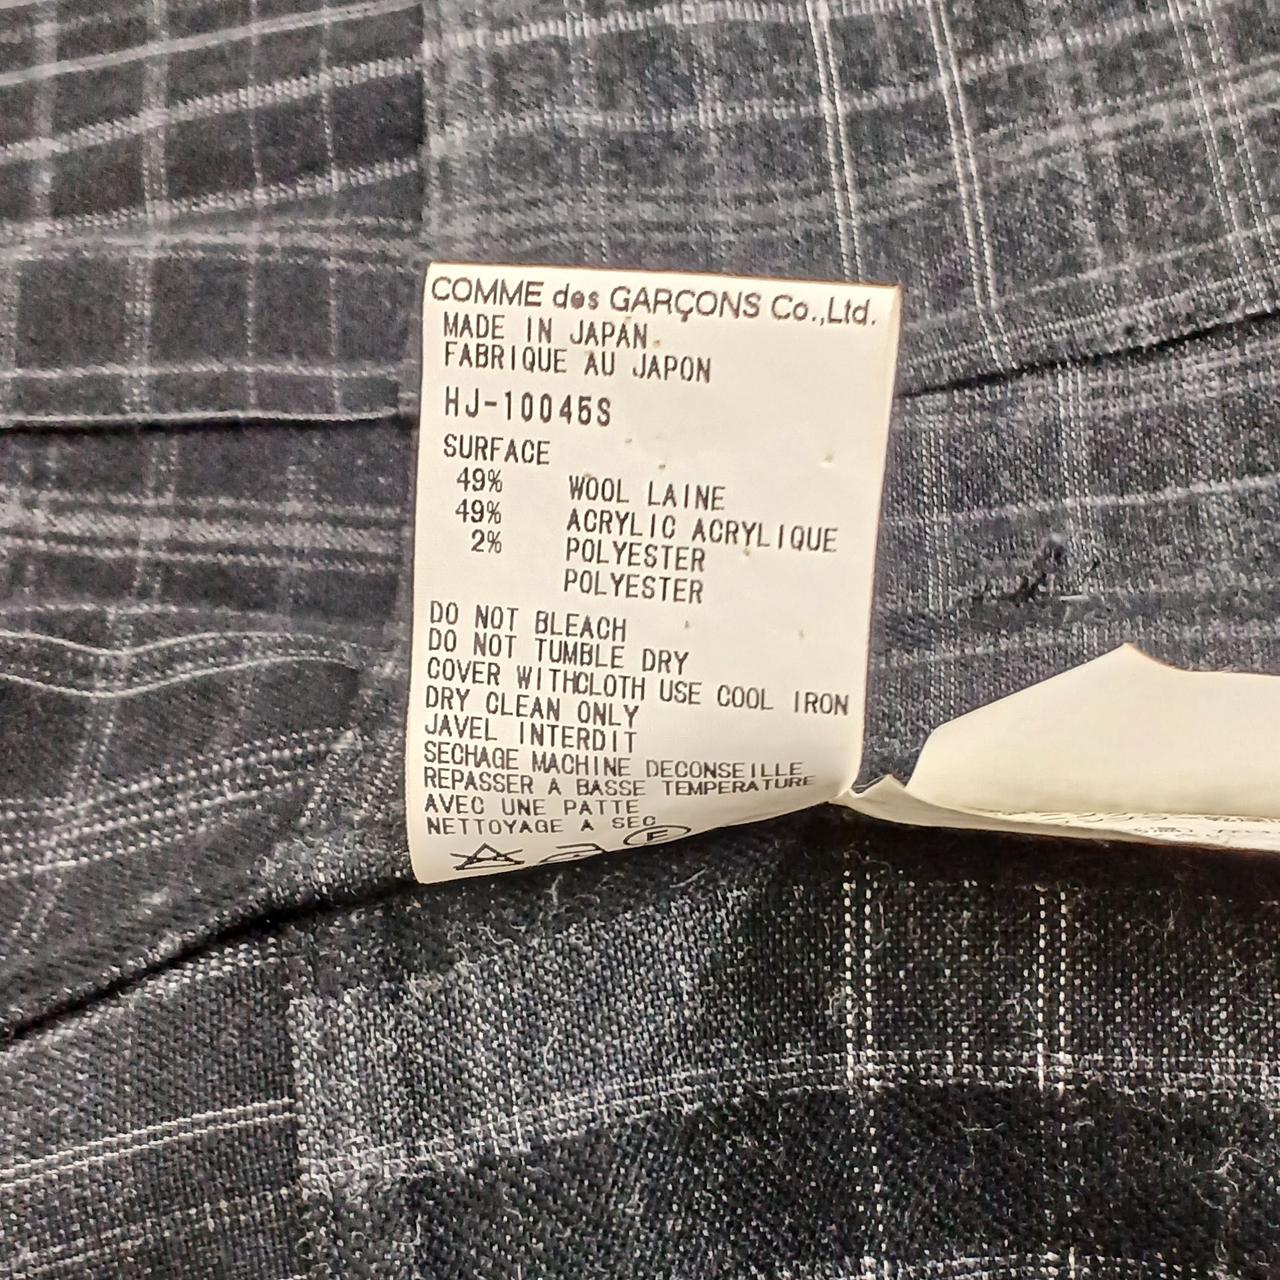 COMME des GARÇONS Co.,Ltd.
MADE IN JAPAN
FABRIQUE AU JAPON
HJ-10045S
SURFACE
49% WOOL LAINE
49% ACRYLIC ACRYLIQUE
2% POLYESTER
POLYESTER
DO NOT BLEACH
DO NOT TUMBLE DRY
COVER WITHCLOTH USE COOL IRON
DRY CLEAN ONLY
JAVEL INTERDIT
SECHAGE MACHINE DECONSEILLE
REPASSER A BASSE TEMPERATURE
AVEC UNE PATTE
NETTOYAGE A SEC
E